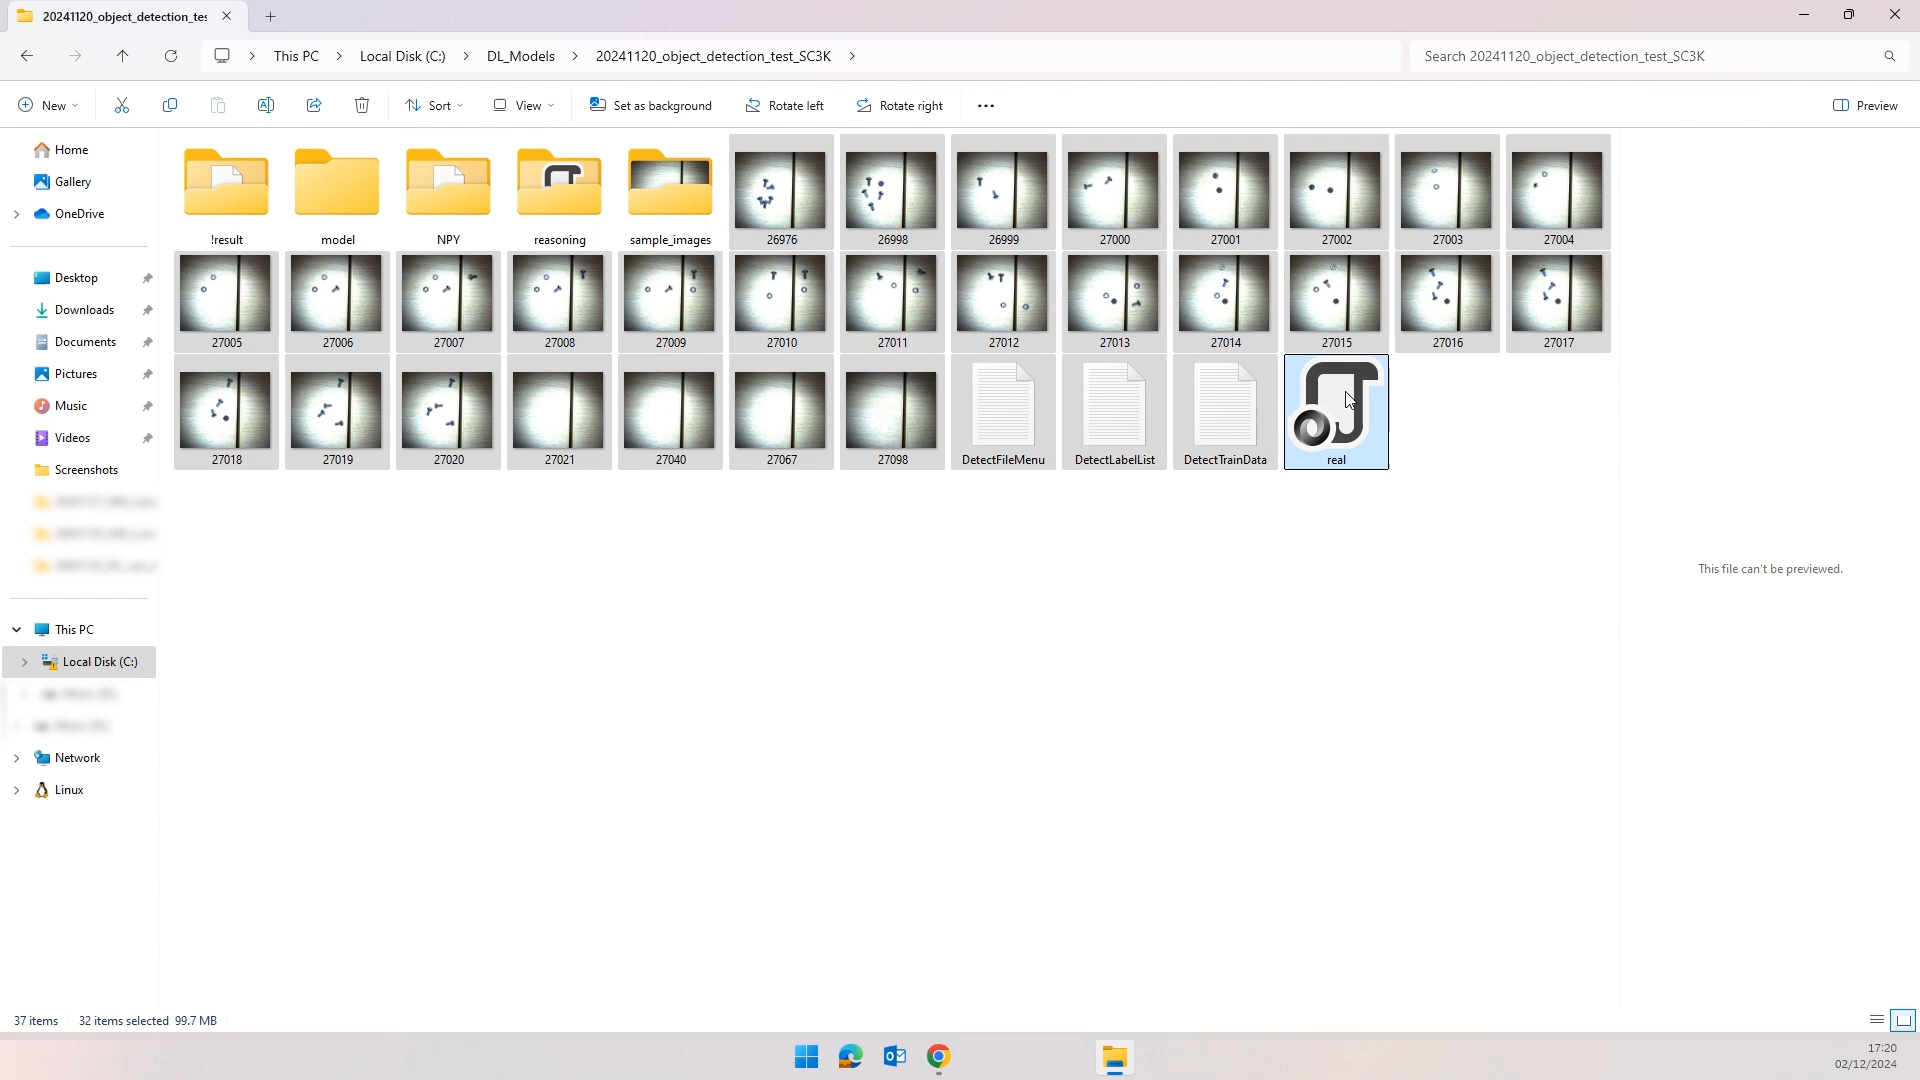 20241120_object_detection_tes
This PC
Local Disk (C:)
DL_Models
20241120_object_detection_test_SC3K
Search 20241120_object_detection_test_SC3K
New
Sort
View
Set as background
Rotate left
Rotate right
Preview
Home
Gallery
OneDrive
Desktop
Downloads
Documents
Pictures
Music
Videos
Screenshots
This PC
Local Disk (C:)
Network
Linux
!result
model
NPY
reasoning
sample_images
26976
26998
26999
27000
27001
27002
27003
27004
27005
27006
27007
27008
27009
27010
27011
27012
27013
27014
27015
27016
27017
27018
27019
27020
27021
27040
27067
27098
DetectFileMenu
DetectLabelList
DetectTrainData
real
This file can't be previewed.
37 items
32 items selected 99.7 MB
17:20
02/12/2024